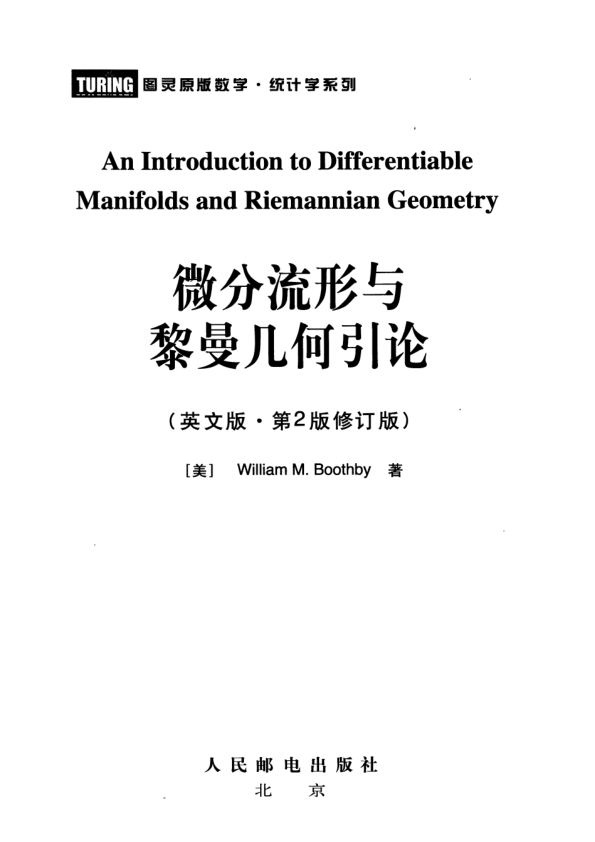 TURING 图灵原版数学·统计学系列
An Introduction to Differentiable
Manifolds and Riemannian Geometry
微分流形与
黎曼几何引论
(英文版·第2版修订版)
[美] William M. Boothby 著
人民邮电出版社
北 京